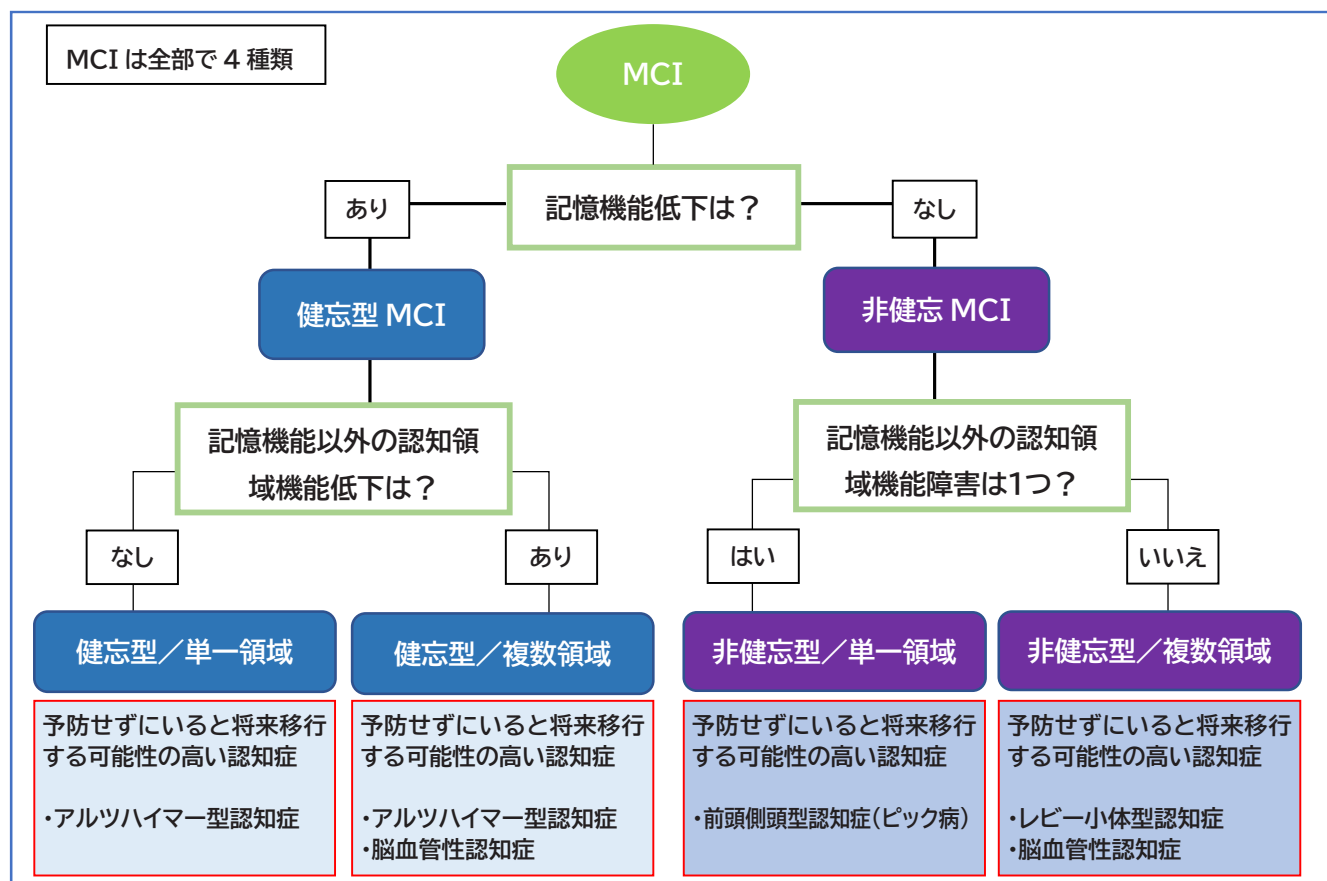 MCIは全部で4種類
MCI
記憶機能低下は？
あり
なし
健忘型MCI
非健忘MCI
記憶機能以外の認知領
域機能低下は？
記憶機能以外の認知領
域機能障害は1つ？
なし
あり
はい
いいえ
健忘型／単一領域
健忘型／複数領域
非健忘型／単一領域
非健忘型／複数領域
予防せずにいると将来移行
する可能性の高い認知症
・アルツハイマー型認知症
予防せずにいると将来移行
する可能性の高い認知症
・アルツハイマー型認知症
・脳血管性認知症
予防せずにいると将来移行
する可能性の高い認知症
・前頭側頭型認知症(ピック病)
予防せずにいると将来移行
する可能性の高い認知症
・レビー小体型認知症
・脳血管性認知症